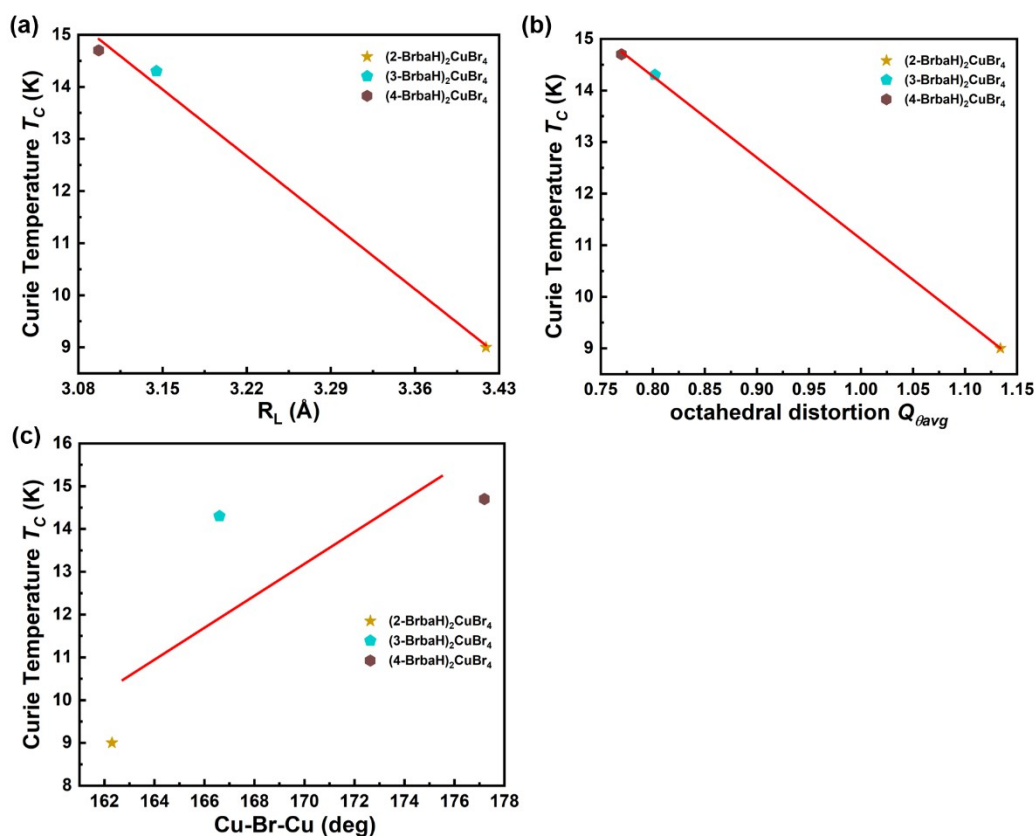 (a)
15
14
13
12
11
10
9
8
Curie Temperature T_C (K)
(2-BrbaH)₂CuBr₄
(3-BrbaH)₂CuBr₄
(4-BrbaH)₂CuBr₄
3.08 3.15 3.22 3.29 3.36 3.43
R_L (Å)
(b)
15
14
13
12
11
10
9
8
Curie Temperature T_C (K)
(2-BrbaH)₂CuBr₄
(3-BrbaH)₂CuBr₄
(4-BrbaH)₂CuBr₄
0.75 0.80 0.85 0.90 0.95 1.00 1.05 1.10 1.15
octahedral distortion Q_θavg
(c)
16
15
14
13
12
11
10
9
8
Curie Temperature T_C (K)
(2-BrbaH)₂CuBr₄
(3-BrbaH)₂CuBr₄
(4-BrbaH)₂CuBr₄
162 164 166 168 170 172 174 176 178
Cu-Br-Cu (deg)